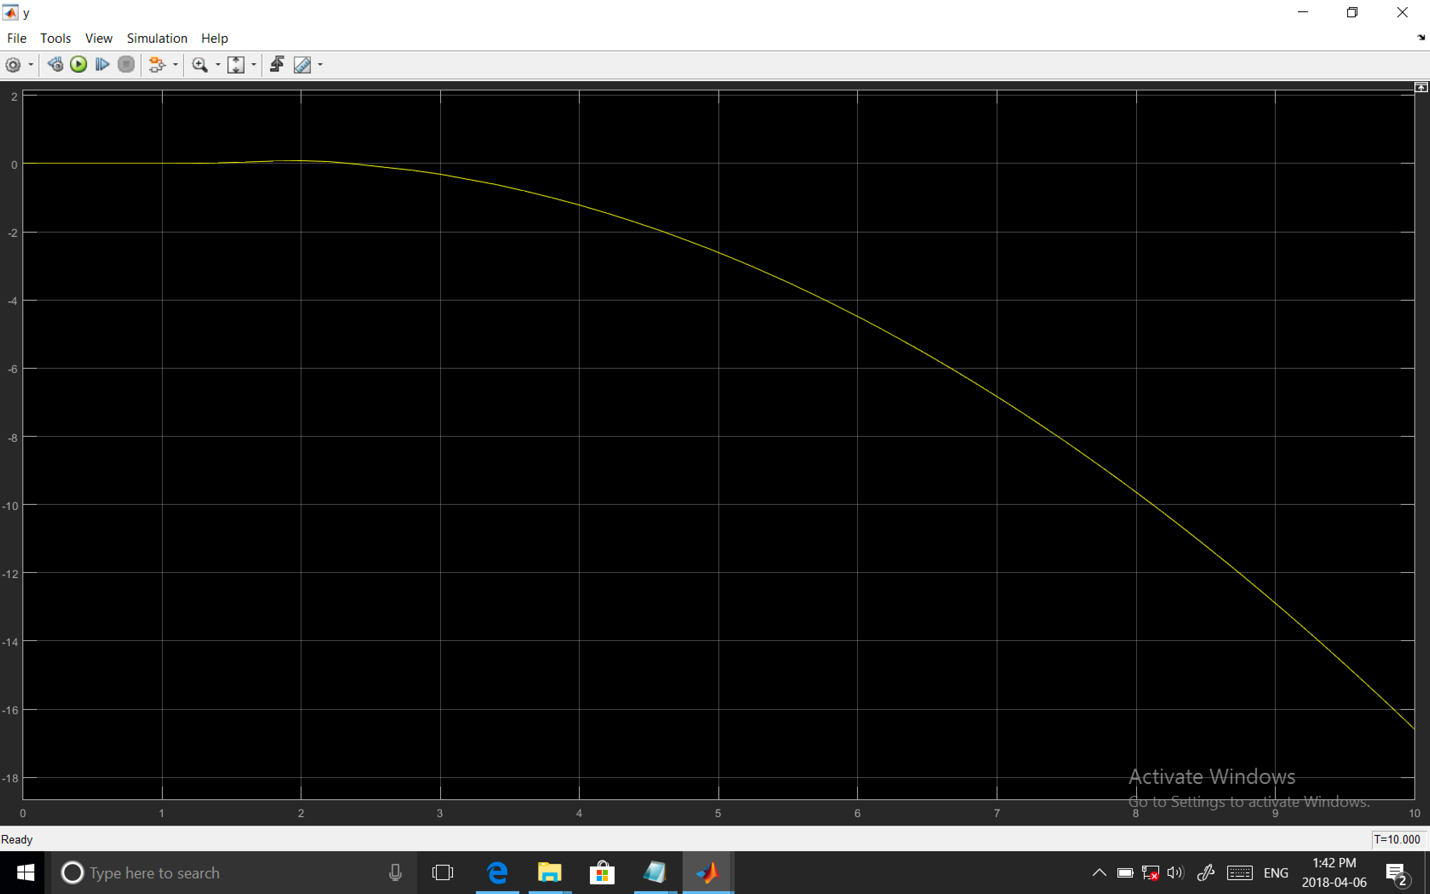 y
File Tools View Simulation Help
2
0
-2
-4
-6
-8
-10
-12
-14
-16
-18
0 1 2 3 4 5 6 7 8 9 10
Activate Windows
Go to Settings to activate Windows.
Ready
T=10.000
Type here to search
ENG
1:42 PM
2018-04-06
2